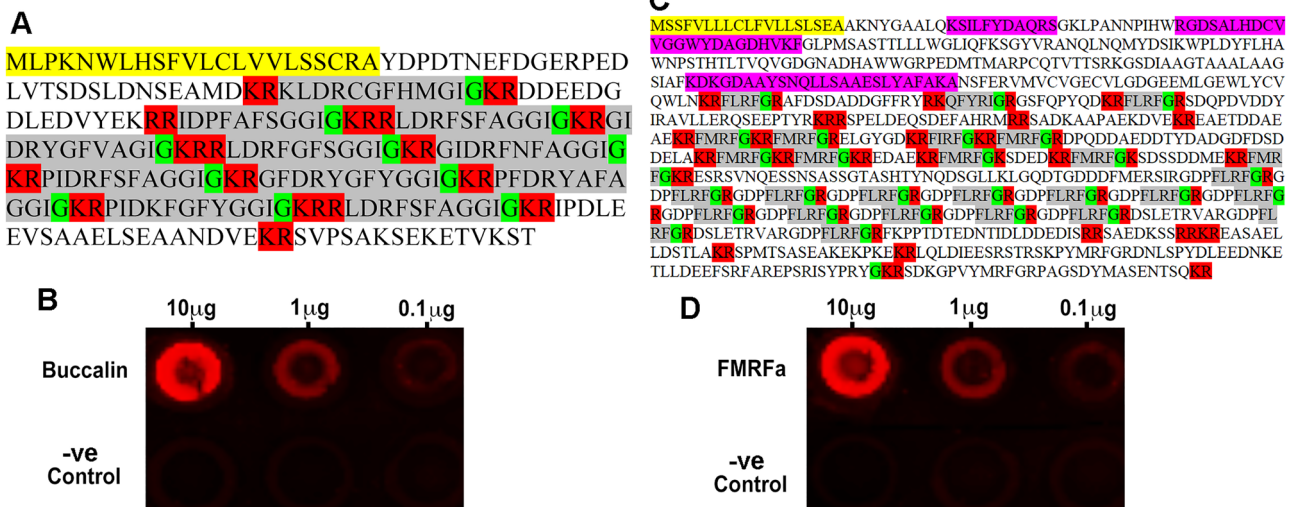 A
MLPKNWLHSFVLCLVVLSSCRAYDPDTNEFDGERPED
LVTSDSLDNSEAMDKRKLDRCGFHMGIGKRDDEEDG
DLEDVYEKRRIDPFAFSGGIGKRRLDRFSFAGGIGKRGI
DRYGFVAGIGKRRLDRFGFSGGIGKRGIDRFNFAGGIG
KRPIDRFSFAGGIGKRGFDRYGFYGGIGKRPFDRYAFA
GGIGKRPIDKFGFYGGIGKRRLDRFSFAGGIGKRIPDLE
EVSAAELSEAANDVEKRSVPSAKSEKETVKST
B
10µg 1µg 0.1µg
Buccalin
-ve
Control
C
MSSFVLLLCLFVLLSLSEAAKNYGAALQKSILFYDAQRSGKLPANNPIHWRGDSALHDCV
VGGWYDAGDHVKFGLPMSASTTLLLWGLIQFKSGYVRANQLNQMYDSIKWPLDYFLHA
WNPSTHTLTVQVGDGNADHAWWGRPEDMTMARPCQTVTTSRKGSDIAAGTAAALAAG
SIAFKDKGDAAYSNQLLSAAESLYAFAKANSFERVMVCVGECVLGDGEEMLGEWLYCV
QWLNKRFLRFGRAFDSDADDGFFRYRKQFYRIGRGSFQPYQDKRFLRFGRSDQPDVDDY
IRAVLLERQSEEPTYRKRRSPELDEQSDEFAHRMRRSADKAAPAEKDVEKREAETDDAE
AEKRFMRFGKRFMRFGRELGYGDKRFIRFGKRFMRFGRDPQDDAEDDTYDADGDFDSD
DELAKRFMRFGKRFMRFGKREDAEKRFMRFGKSDEDKRFMRFGKSDSSDDMEKRFMR
FGKRESRSVNQESSNSASSGTASHTYNQDSGLLKLGQDTGDDDFMERSIRGDPFLRFGRG
DPFLRFGRGDPFLRFGRGDPFLRFGRGDPFLRFGRGDPFLRFGRGDPFLRFGRGDPFLRFG
RGDPFLRFGRGDPFLRFGRGDPFLRFGRGDPFLRFGRGDPFLRFGRDSLETRVARGDPFL
RFGRDSLETRVARGDPFLRFGRFKPPTDTEDNTIDLDDEDISRRSAEDKSSRRKREASAEL
LDSTLAKRSPMTSASEAKEKPKEKRLQLDIEESRSTRSKPYMRFGRDNLSPYDLEEDNKE
TLLDEEFSRFAREPSRISYPRYGKRSDKGPVYMRFGRPAGSDYMASENTSQKR
D
10µg 1µg 0.1µg
FMRFa
-ve
Control